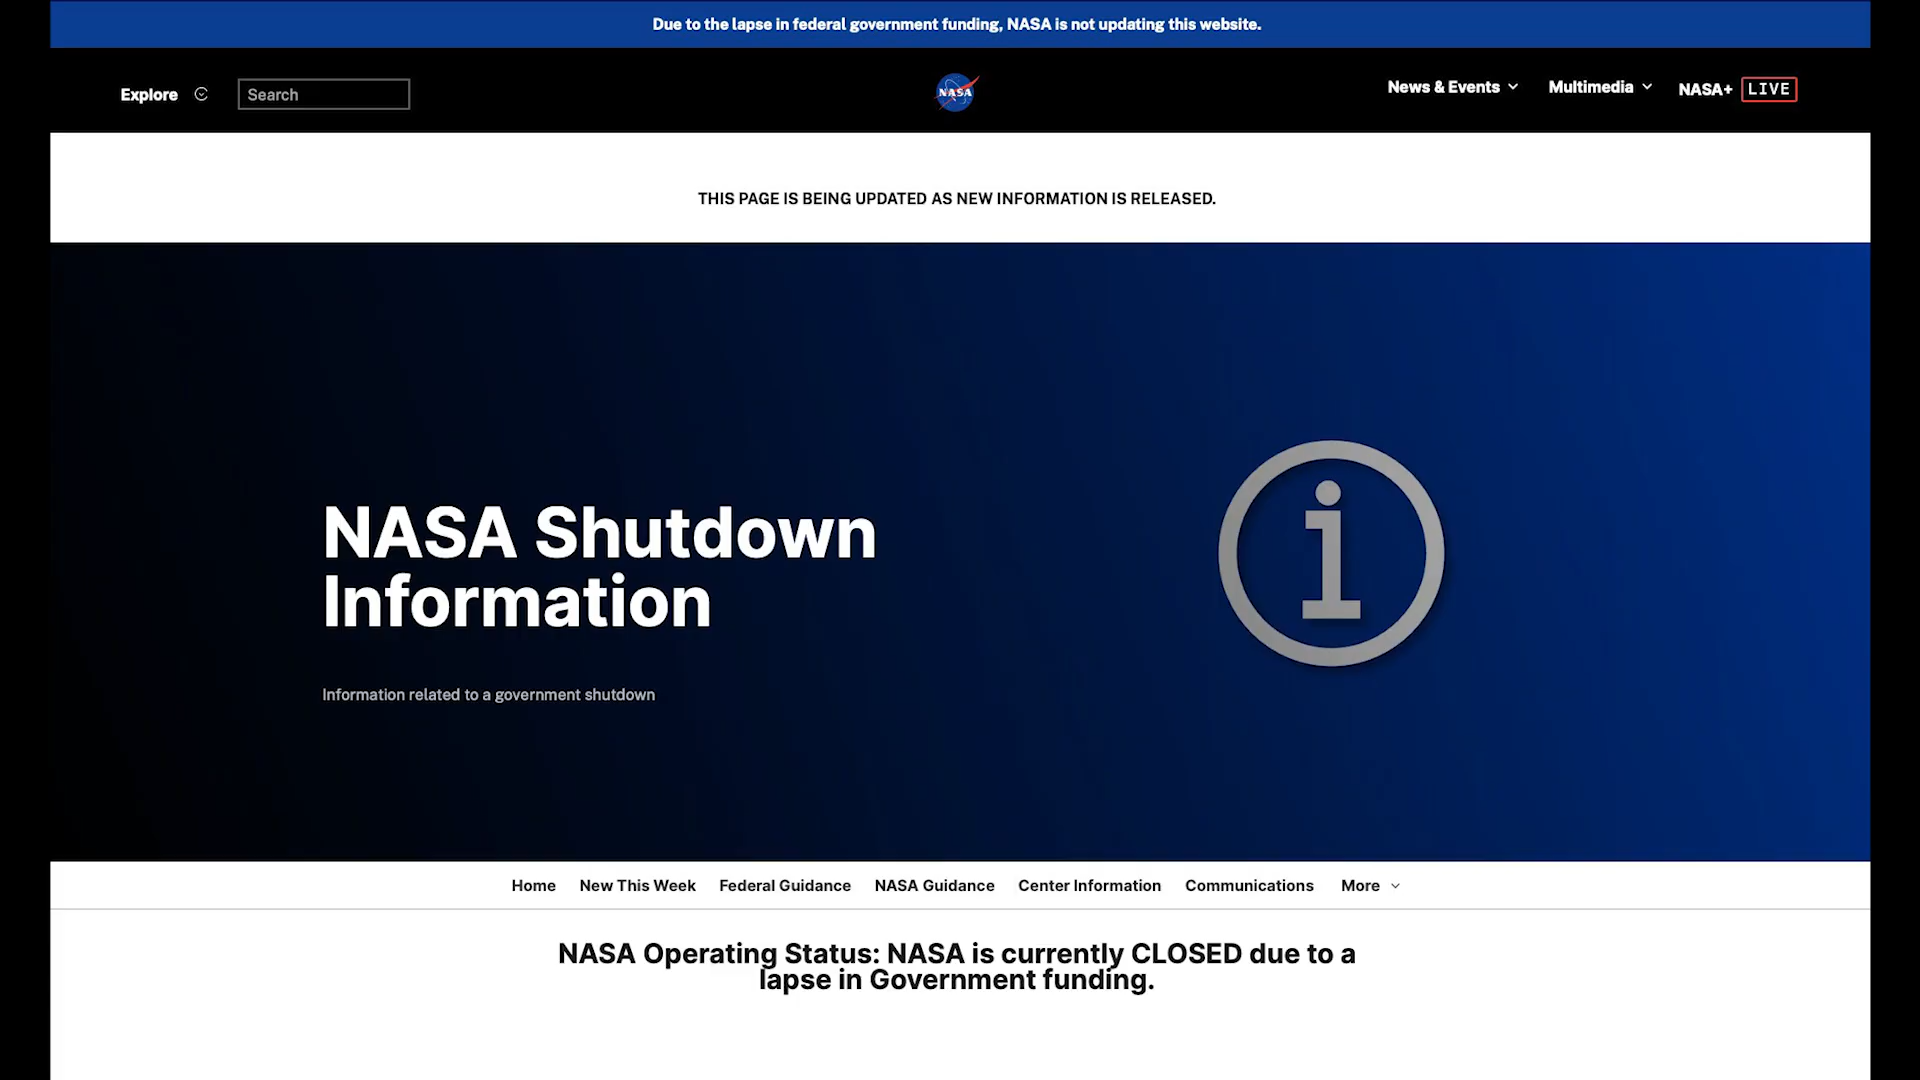 Due to the lapse in federal government funding, NASA is not updating this website.
Explore
Search
NASA
News & Events
Multimedia
NASA+ LIVE
THIS PAGE IS BEING UPDATED AS NEW INFORMATION IS RELEASED.
NASA Shutdown
Information
Information related to a government shutdown
Home New This Week Federal Guidance NASA Guidance Center Information Communications More
NASA Operating Status: NASA is currently CLOSED due to a
lapse in Government funding.